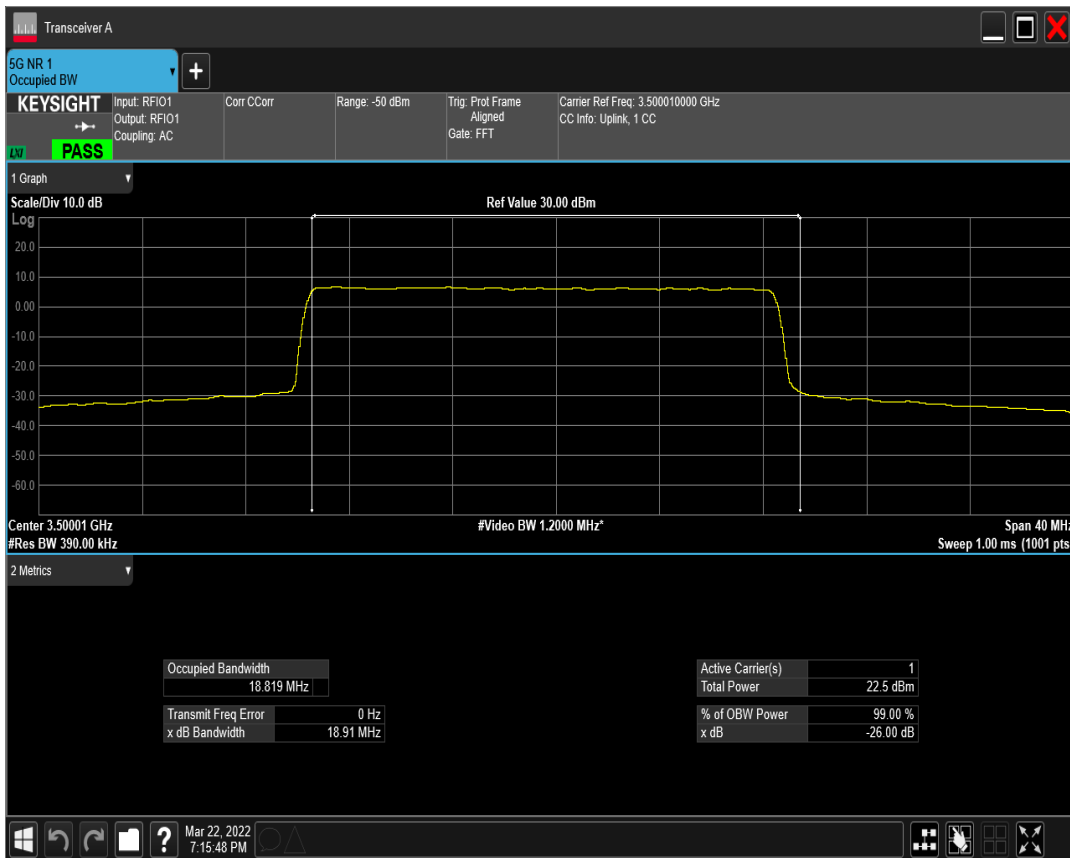 Transceiver A
5G NR 1
Occupied BW
+
KEYSIGHT
LXI
PASS
Input: RFIO1
Output: RFIO1
Coupling: AC
Corr CCorr
Range: -50 dBm
Trig: Prot Frame
Aligned
Gate: FFT
Carrier Ref Freq: 3.500010000 GHz
CC Info: Uplink, 1 CC
1 Graph
Scale/Div 10.0 dB
Ref Value 30.00 dBm
Log
20.0
10.0
0.00
-10.0
-20.0
-30.0
-40.0
-50.0
-60.0
Center 3.50001 GHz
#Video BW 1.2000 MHz*
Span 40 MHz
#Res BW 390.00 kHz
Sweep 1.00 ms (1001 pts
2 Metrics
Occupied Bandwidth
18.819 MHz
Transmit Freq Error 0 Hz
x dB Bandwidth 18.91 MHz
Active Carrier(s) 1
Total Power 22.5 dBm
% of OBW Power 99.00 %
x dB -26.00 dB
?
Mar 22, 2022
7:15:48 PM